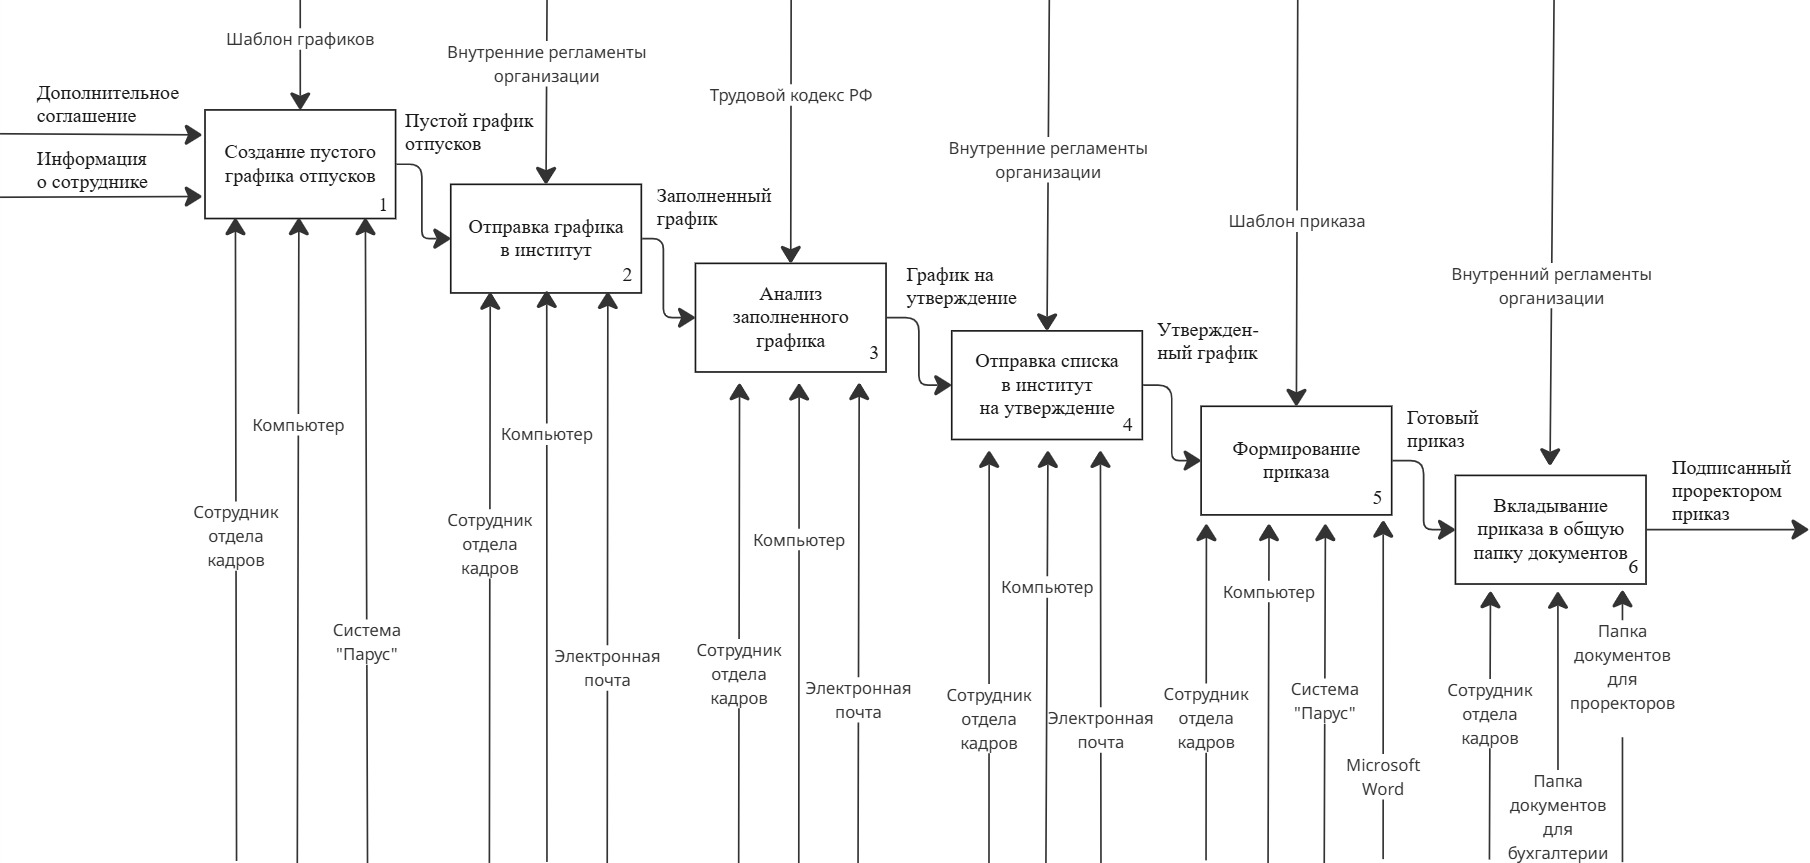 Шаблон графиков
Внутренние регламенты
организации
Трудовой кодекс РФ
Внутренние регламенты
организации
Шаблон приказа
Внутренний регламенты
организации
Дополнительное
соглашение
Информация
о сотруднике
Создание пустого
графика отпусков
1
Пустой график
отпусков
Отправка графика
в институт
2
Заполненный
график
Анализ
заполненного
графика
3
График на
утверждение
Отправка списка
в институт
на утверждение
4
Утвержден-
ный график
Формирование
приказа
5
Готовый
приказ
Вкладывание
приказа в общую
папку документов
6
Подписанный
проректором
приказ
Сотрудник
отдела
кадров
Компьютер
Система
"Парус"
Сотрудник
отдела
кадров
Компьютер
Электронная
почта
Сотрудник
отдела
кадров
Компьютер
Электронная
почта
Сотрудник
отдела
кадров
Компьютер
Электронная
почта
Сотрудник
отдела
кадров
Компьютер
Система
"Парус"
Microsoft
Word
Сотрудник
отдела
кадров
Папка
документов
для
бухгалтерии
Папка
документов
для
проректоров